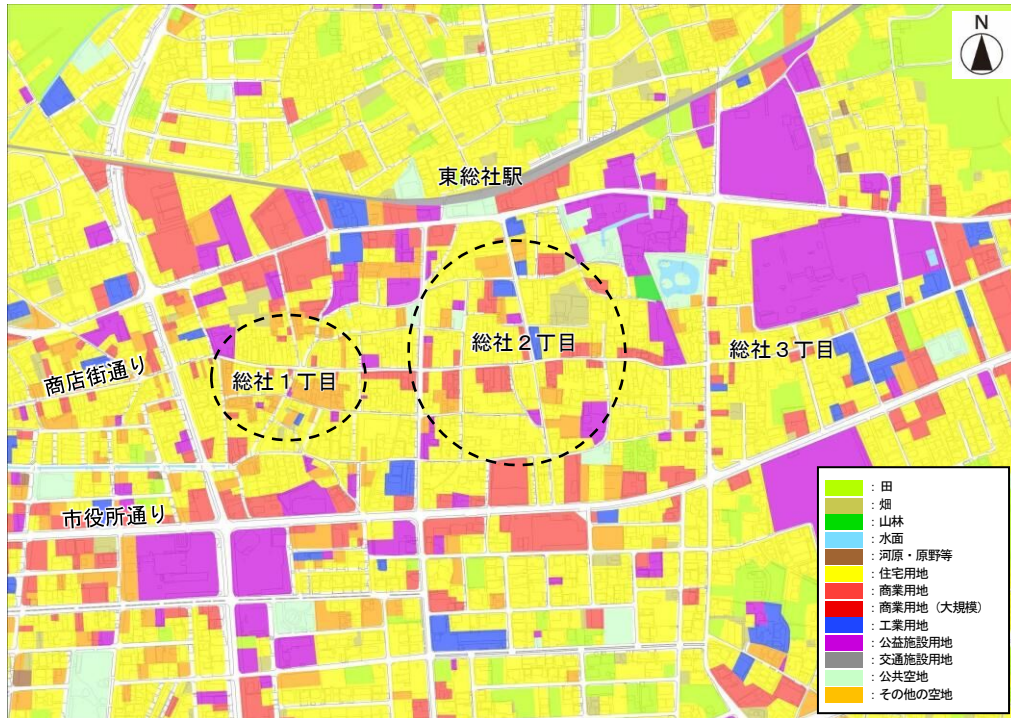 N
東総社駅
総社２丁目
総社３丁目
商店街通り
総社１丁目
市役所通り
：田
：畑
：山林
：水面
：河原・原野等
：住宅用地
：商業用地
：商業用地（大規模）
：工業用地
：公益施設用地
：交通施設用地
：公共空地
：その他の空地